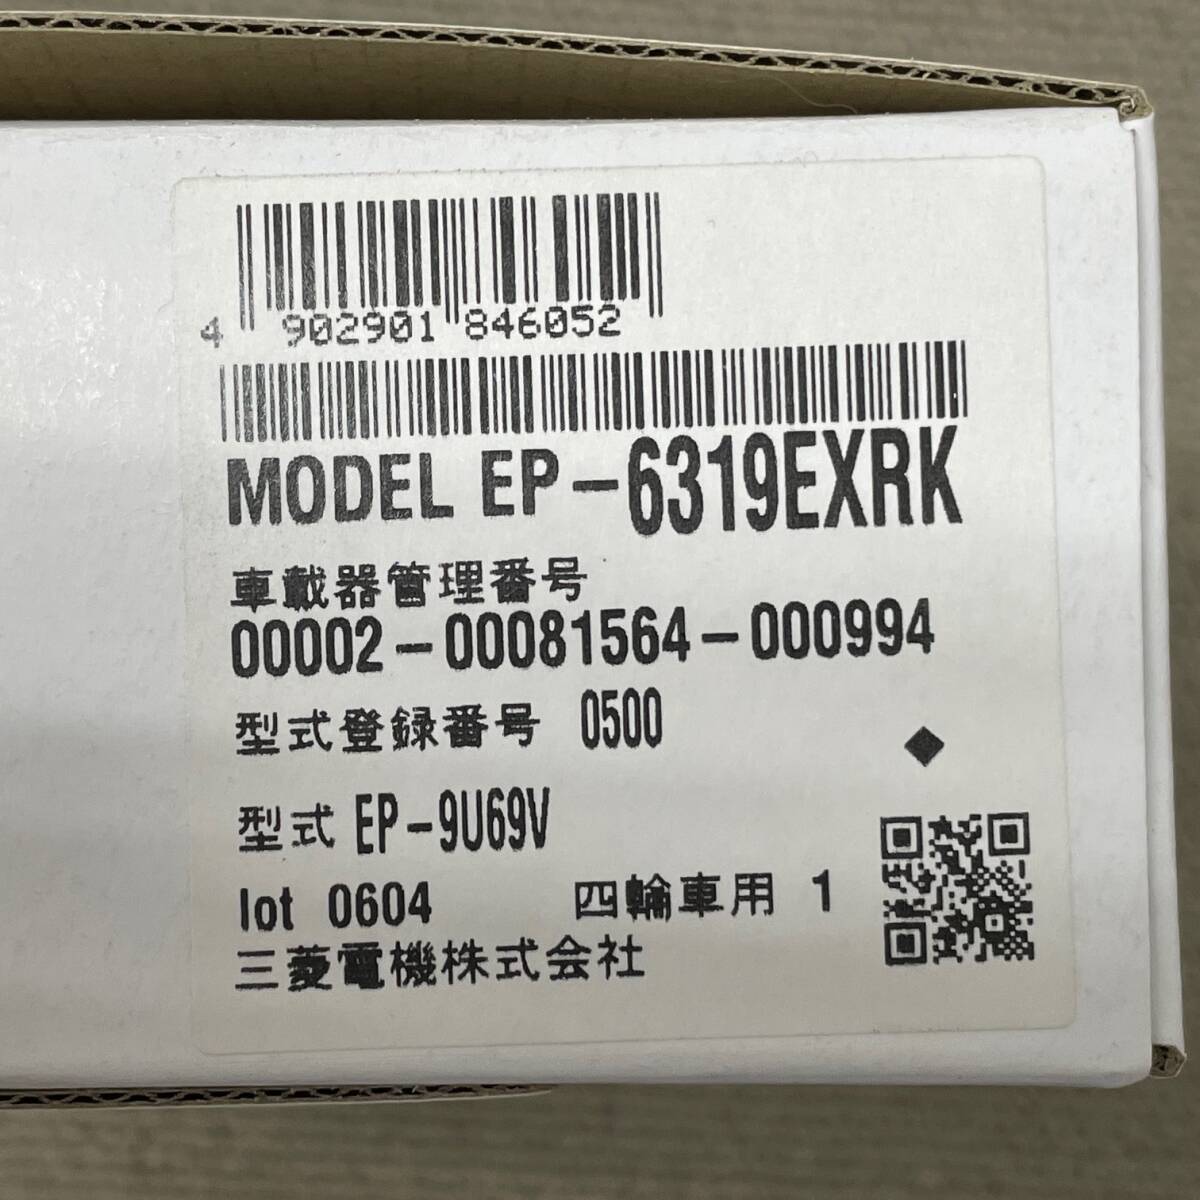 4 902901 846052
MODEL EP-6319EXRK
車載器管理番号
00002-00081564-000994
型式登録番号 0500
型式 EP-9U69V
lot 0604 四輪車用 1
三菱電機株式会社